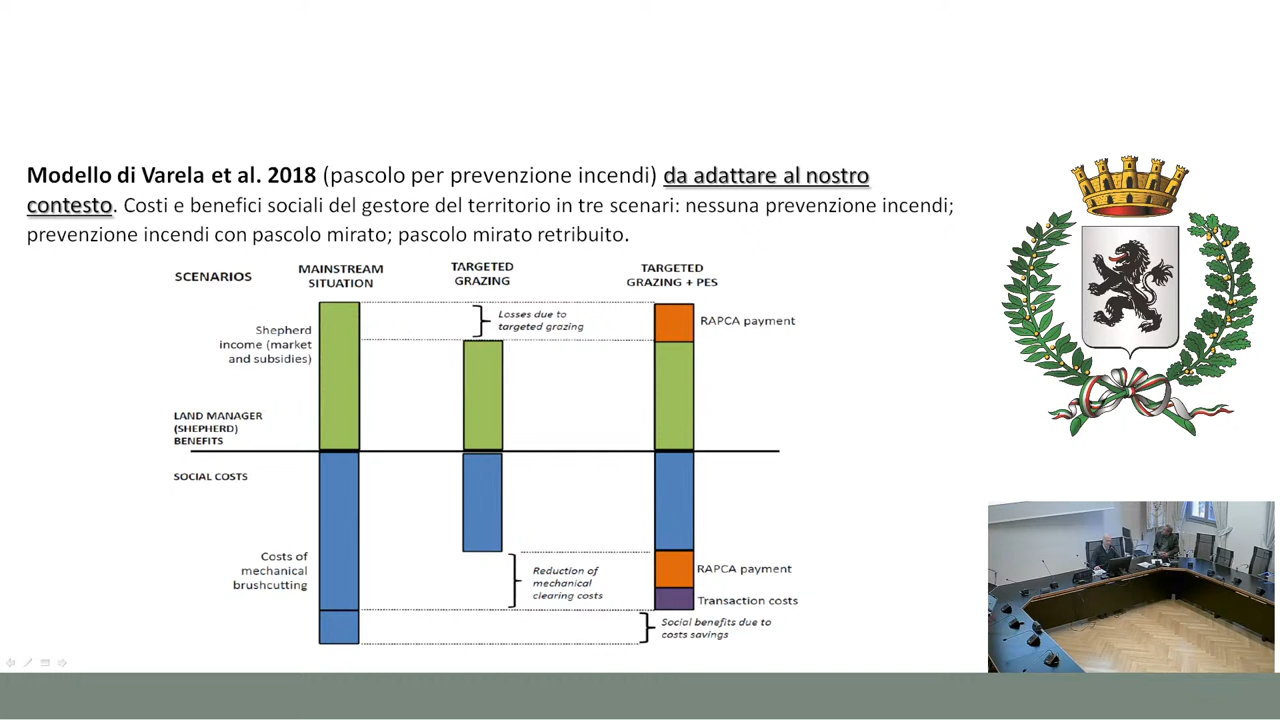 Modello di Varela et al. 2018 (pascolo per prevenzione incendi) da adattare al nostro
contesto. Costi e benefici sociali del gestore del territorio in tre scenari: nessuna prevenzione incendi;
prevenzione incendi con pascolo mirato; pascolo mirato retribuito.
SCENARIOS
MAINSTREAM
SITUATION
TARGETED
GRAZING
TARGETED
GRAZING + PES
Losses due to
targeted grazing
RAPCA payment
Shepherd
income (market
and subsidies)
LAND MANAGER
(SHEPHERD)
BENEFITS
SOCIAL COSTS
Costs of
mechanical
brushcutting
Reduction of
mechanical
clearing costs
RAPCA payment
Transaction costs
Social benefits due to
costs savings